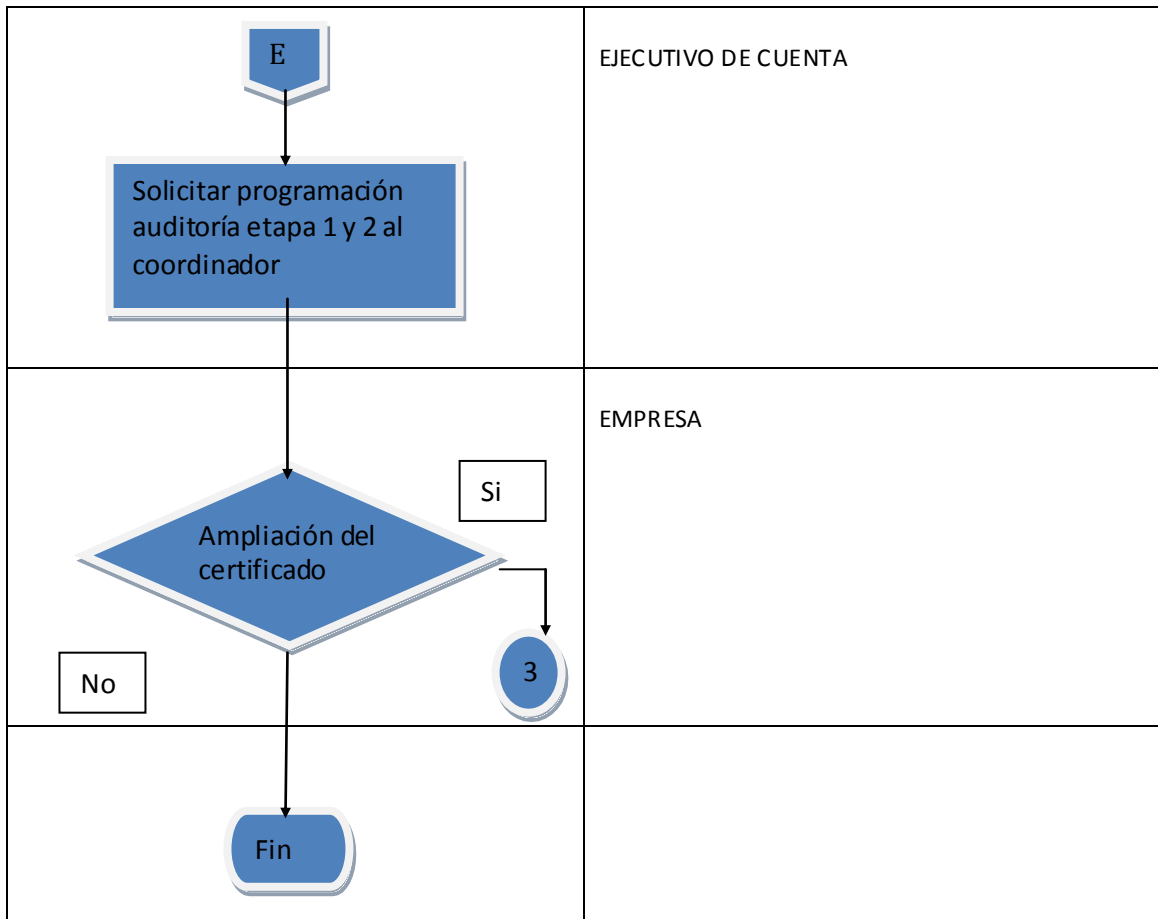 E
EJECUTIVO DE CUENTA
Solicitar programación
auditoría etapa 1 y 2 al
coordinador
EMPRESA
Si
Ampliación del
certificado
3
No
Fin